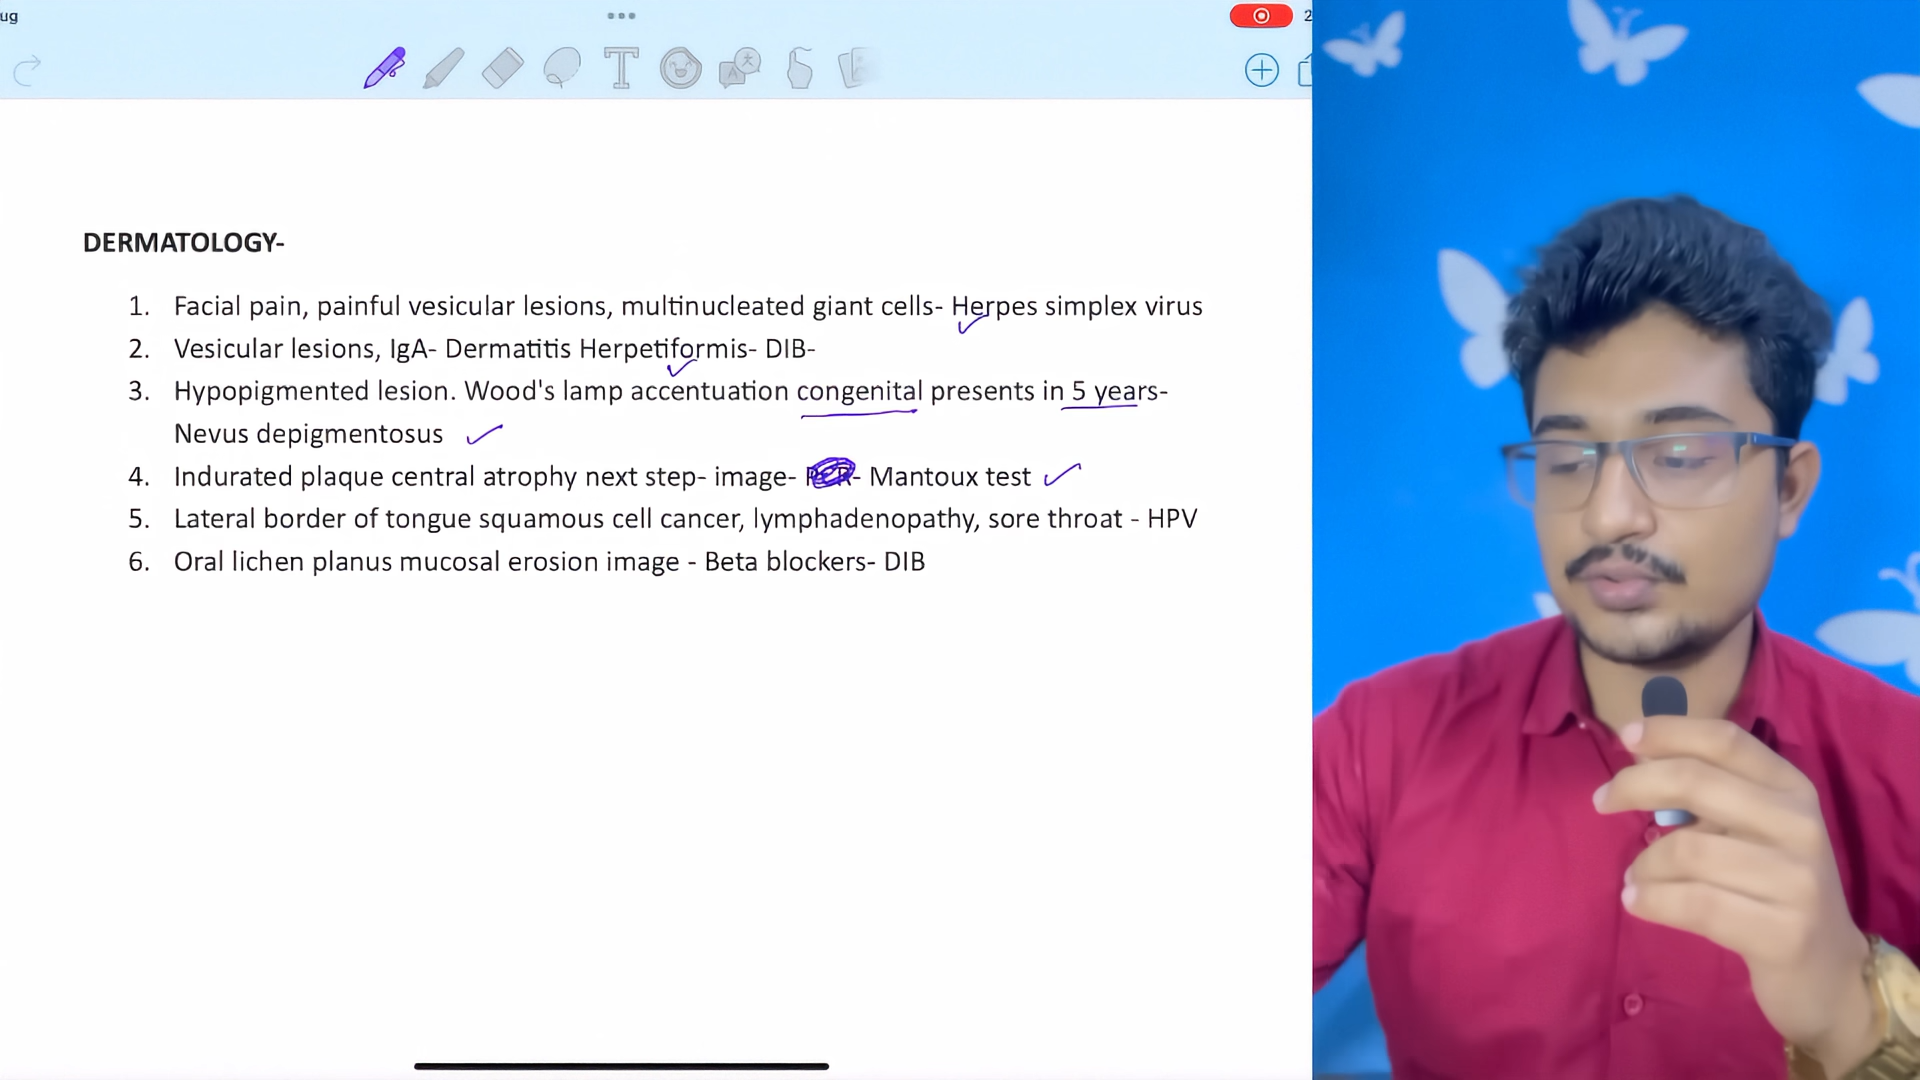 ug
2
DERMATOLOGY-
1. Facial pain, painful vesicular lesions, multinucleated giant cells- Herpes simplex virus
2. Vesicular lesions, IgA- Dermatitis Herpetiformis- DIB-
3. Hypopigmented lesion. Wood's lamp accentuation congenital presents in 5 years-
Nevus depigmentosus
4. Indurated plaque central atrophy next step- image- Mantoux test
5. Lateral border of tongue squamous cell cancer, lymphadenopathy, sore throat - HPV
6. Oral lichen planus mucosal erosion image - Beta blockers- DIB